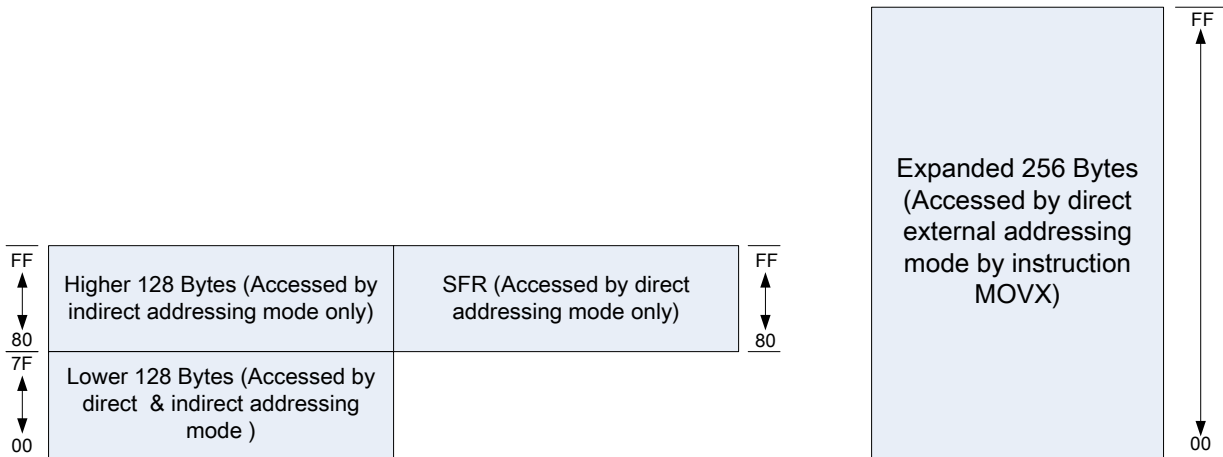 FF
Expanded 256 Bytes
(Accessed by direct
external addressing
mode by instruction
MOVX)
00
FF
80
7F
00
Higher 128 Bytes (Accessed by
indirect addressing mode only)
SFR (Accessed by direct
addressing mode only)
FF
80
Lower 128 Bytes (Accessed by
direct & indirect addressing
mode )